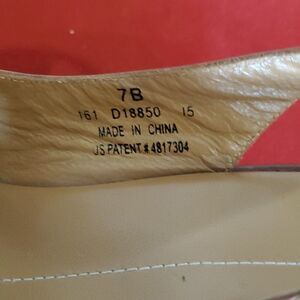 7B
161 D18850 15
MADE IN CHINA
US PATENT # 4817304